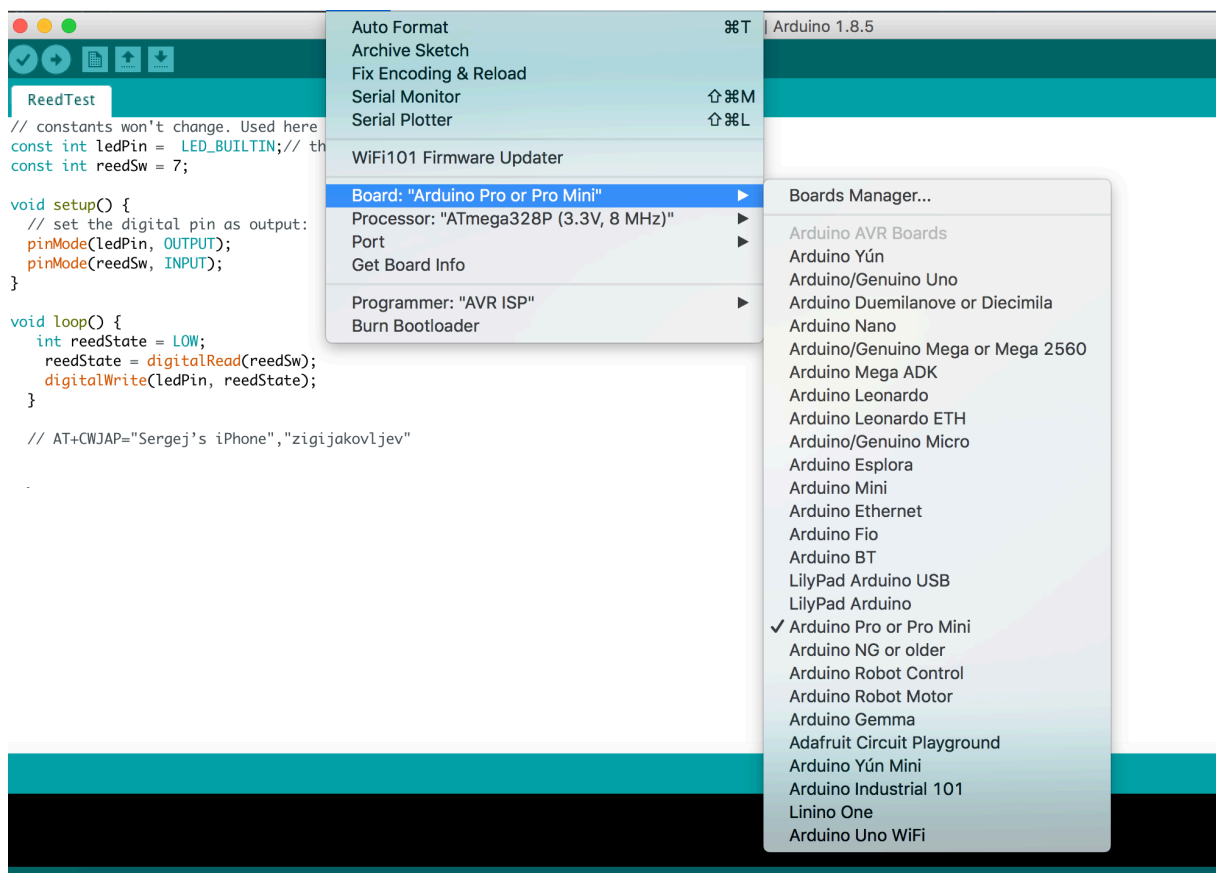 | Arduino 1.8.5
ReedTest
// constants won't change. Used here
const int ledPin =  LED_BUILTIN;// th
const int reedSw = 7;
void setup() {
// set the digital pin as output:
pinMode(ledPin, OUTPUT);
pinMode(reedSw, INPUT);
}
void loop() {
int reedState = LOW;
reedState = digitalRead(reedSw);
digitalWrite(ledPin, reedState);
}
// AT+CWJAP="Sergej’s iPhone","zigijakovljev"
Auto Format ⌘T
Archive Sketch
Fix Encoding & Reload
Serial Monitor ⇧⌘M
Serial Plotter ⇧⌘L
WiFi101 Firmware Updater
Board: "Arduino Pro or Pro Mini"
Processor: "ATmega328P (3.3V, 8 MHz)"
Port
Get Board Info
Programmer: "AVR ISP"
Burn Bootloader
Boards Manager...
Arduino AVR Boards
Arduino Yún
Arduino/Genuino Uno
Arduino Duemilanove or Diecimila
Arduino Nano
Arduino/Genuino Mega or Mega 2560
Arduino Mega ADK
Arduino Leonardo
Arduino Leonardo ETH
Arduino/Genuino Micro
Arduino Esplora
Arduino Mini
Arduino Ethernet
Arduino Fio
Arduino BT
LilyPad Arduino USB
LilyPad Arduino
✓ Arduino Pro or Pro Mini
Arduino NG or older
Arduino Robot Control
Arduino Robot Motor
Arduino Gemma
Adafruit Circuit Playground
Arduino Yún Mini
Arduino Industrial 101
Linino One
Arduino Uno WiFi